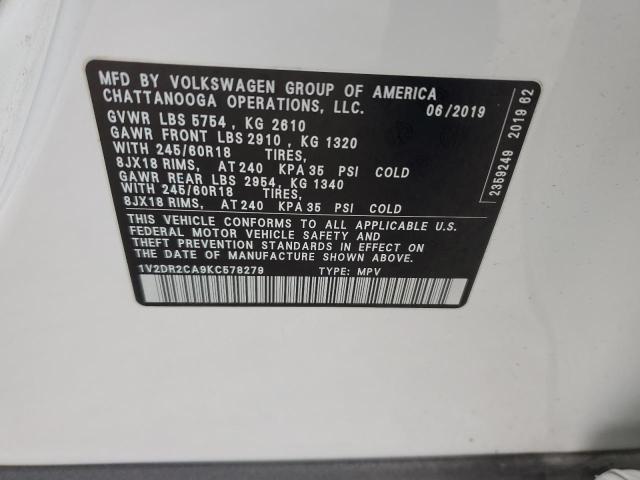 MFD BY VOLKSWAGEN GROUP OF AMERICA
CHATTANOOGA OPERATIONS, LLC. 06/2019
GVWR LBS 5754 , KG 2610
GAWR FRONT LBS 2910 , KG 1320
WITH 245/60R18 TIRES,
8JX18 RIMS, AT 240 KPA 35 PSI COLD
GAWR REAR LBS 2954, KG 1340
WITH 245/60R18 TIRES,
8JX18 RIMS, AT 240 KPA 35 PSI COLD
THIS VEHICLE CONFORMS TO ALL APPLICABLE U.S.
FEDERAL MOTOR VEHICLE SAFETY AND
THEFT PREVENTION STANDARDS IN EFFECT ON
THE DATE OF MANUFACTURE SHOWN ABOVE.
1V2DR2CA9KC578279 TYPE: MPV
2359249 2019 62